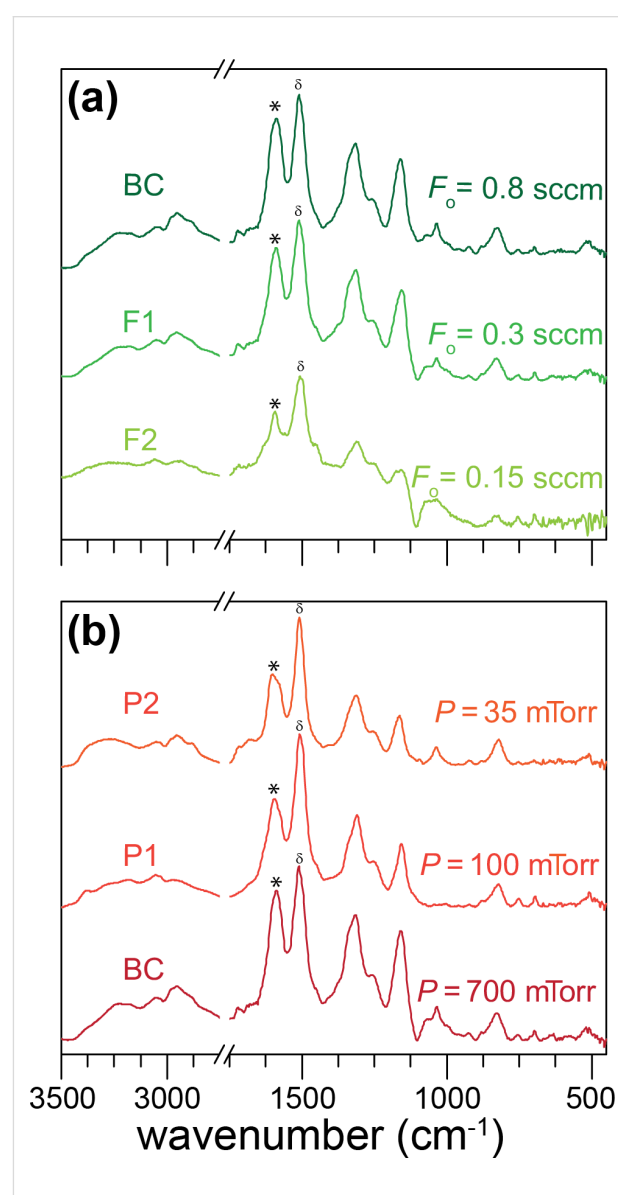 (a)
* δ
BC
Fo = 0.8 sccm
* δ
F1
Fo = 0.3 sccm
* δ
F2
Fo = 0.15 sccm
(b)
* δ
P2
P = 35 mTorr
* δ
P1
P = 100 mTorr
* δ
BC
P = 700 mTorr
3500 3000 1500 1000 500
wavenumber (cm-1)